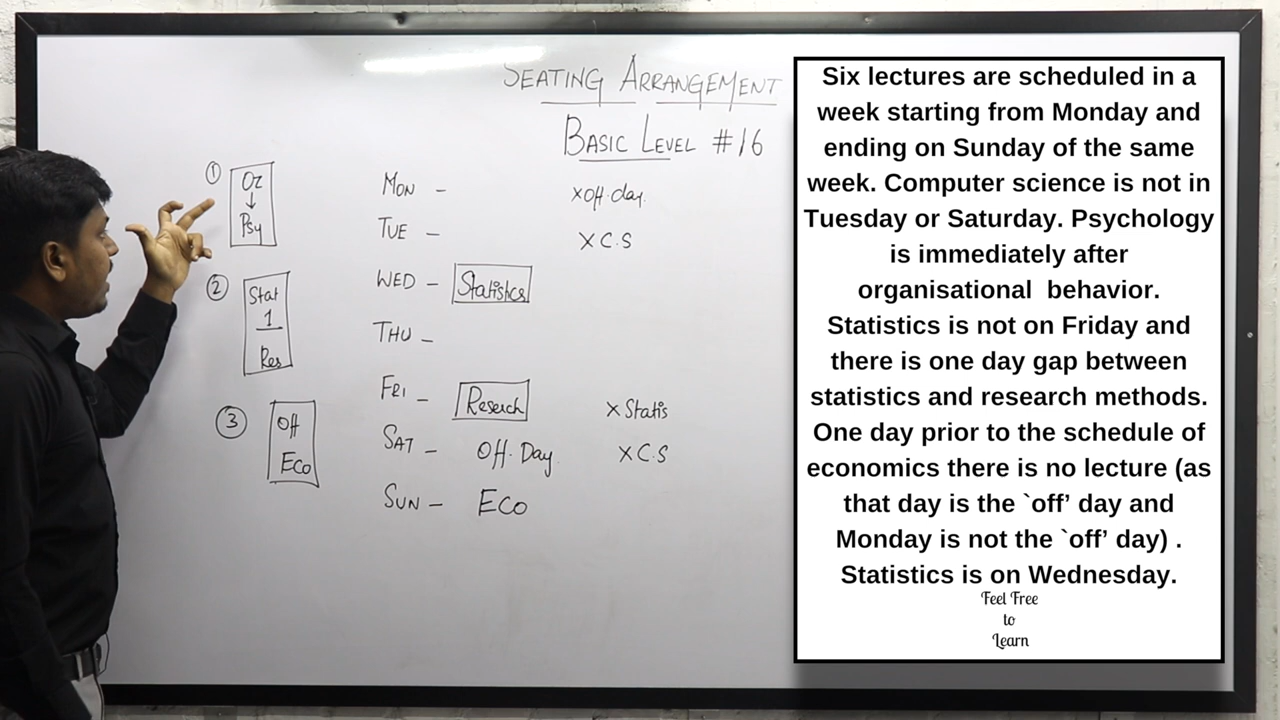 SEATING ARRANGEMENT
BASIC LEVEL #16
① Oz
↓
Psy
② Stat
1
Res
③ Off
Eco
MON - xOff.day.
TUE - X C.S
WED - Statistics
THU -
FRI - Reserch X Statis
SAT - Off. Day. X C.S
SUN - ECO
Six lectures are scheduled in a
week starting from Monday and
ending on Sunday of the same
week. Computer science is not in
Tuesday or Saturday. Psychology
is immediately after
organisational behavior.
Statistics is not on Friday and
there is one day gap between
statistics and research methods.
One day prior to the schedule of
economics there is no lecture (as
that day is the `off’ day and
Monday is not the `off’ day) .
Statistics is on Wednesday.
Feel Free
to
Learn